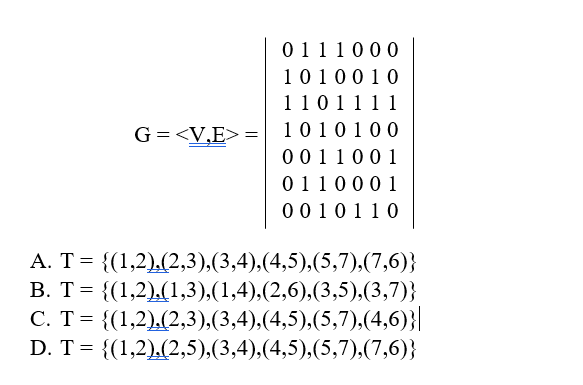 0 1 1 1 0 0 0
1 0 1 0 0 1 0
1 1 0 1 1 1 1
G = <V,E> = 1 0 1 0 1 0 0
0 0 1 1 0 0 1
0 1 1 0 0 0 1
0 0 1 0 1 1 0
A. T = {(1,2),(2,3),(3,4),(4,5),(5,7),(7,6)}
B. T = {(1,2),(1,3),(1,4),(2,6),(3,5),(3,7)}
C. T = {(1,2),(2,3),(3,4),(4,5),(5,7),(4,6)}
D. T = {(1,2),(2,5),(3,4),(4,5),(5,7),(7,6)}